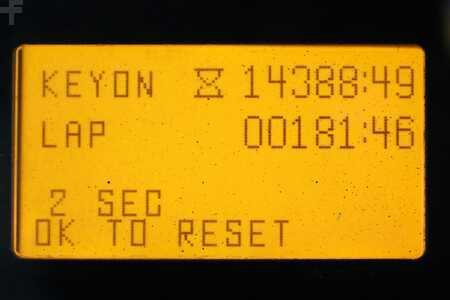 KEYON 14388:49
LAP 00181:46
2 SEC
OK TO RESET